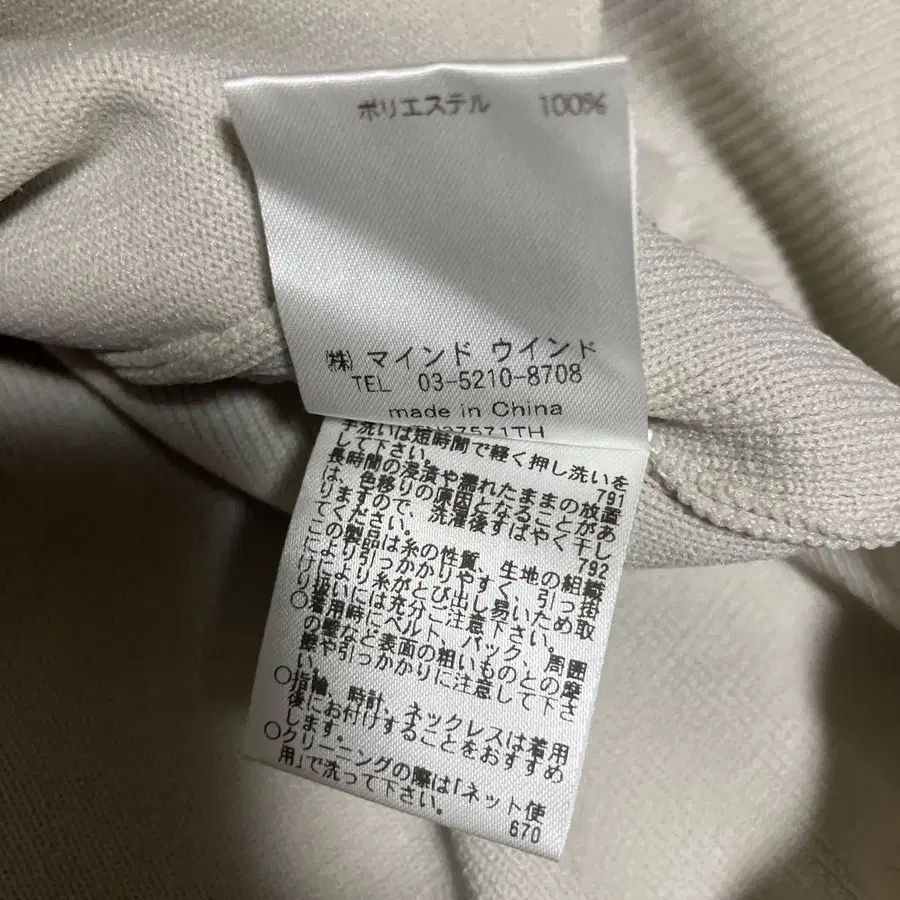 ポリエステル 100%
㈱ マインド ウインド
TEL 03-5210-8708
made in China
37571TH
手洗いは短時間で軽く押し洗いを
して下さい。 791
長時間の浸漬や濡れたままの放置
は、色移りの原因となることがあ
りますので、洗濯後すばやく干し
てください。 792
この製品は糸の性質、生地の組織
により引っかかりやすく、引っ掛
により糸がとび出し易いため取
り扱いには充分ご注意下さい。
○着用時にベルト、バック、周囲
の壁など表面の粗いものとの摩
擦や引っかかりに注意して下さ
い。
○指輪、時計、ネックレスは着用
後にお付けすることをおすすめ
します。
○クリーニングの際は「ネット使
用」で洗って下さい。
670